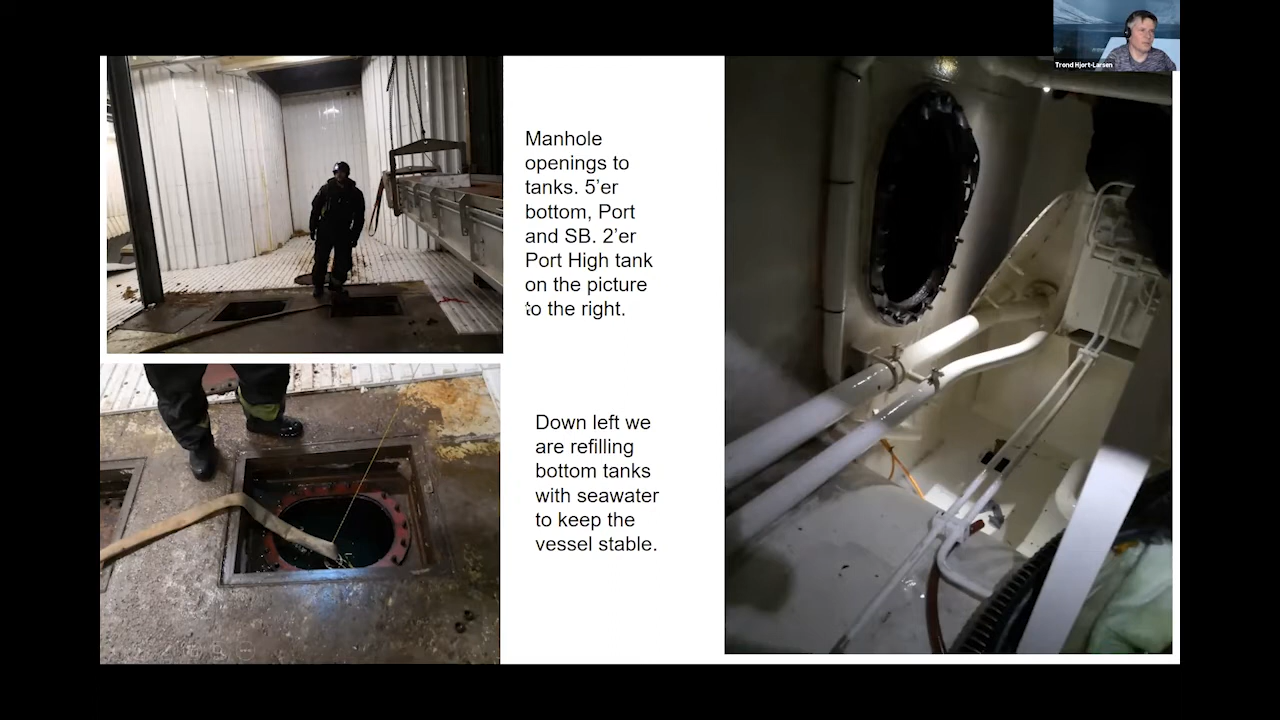 Trond Hjort-Larsen
Manhole
openings to
tanks. 5’er
bottom, Port
and SB. 2’er
Port High tank
on the picture
to the right.
Down left we
are refilling
bottom tanks
with seawater
to keep the
vessel stable.